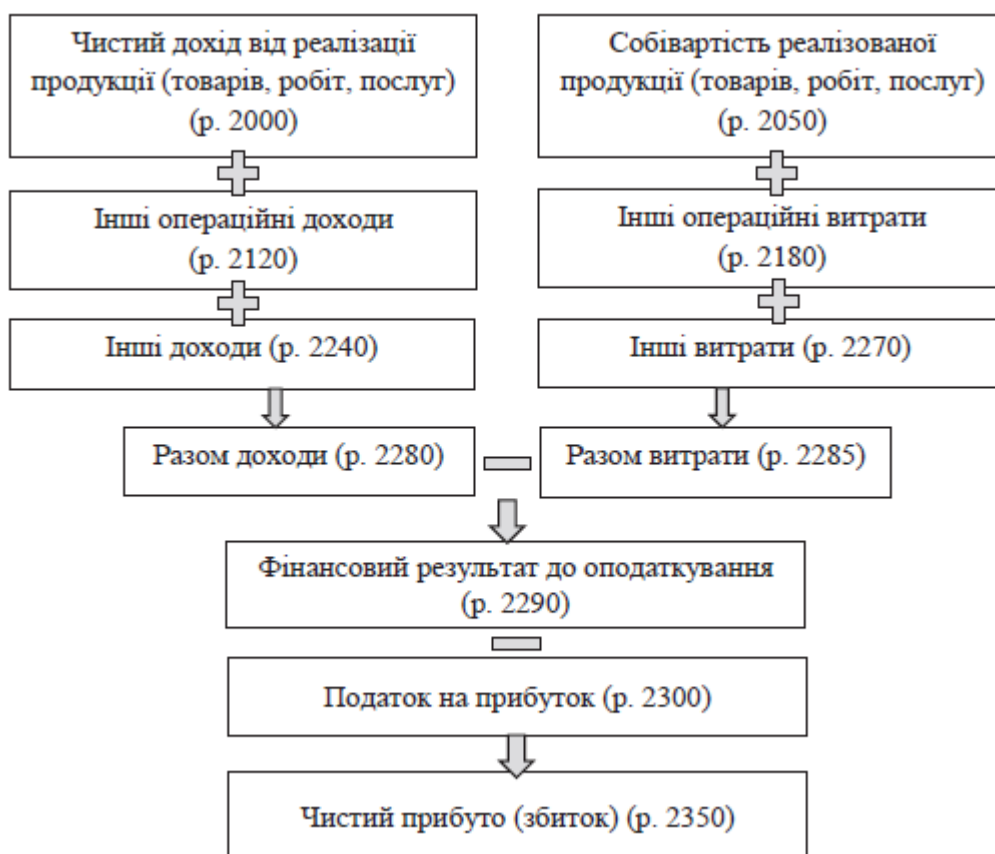 Чистий дохід від реалізації
продукції (товарів, робіт, послуг)
(р. 2000)
Собівартість реалізованої
продукції (товарів, робіт, послуг)
(р. 2050)
Інші операційні доходи
(р. 2120)
Інші операційні витрати
(р. 2180)
Інші доходи (р. 2240)
Інші витрати (р. 2270)
Разом доходи (р. 2280)
Разом витрати (р. 2285)
Фінансовий результат до оподаткування
(р. 2290)
Податок на прибуток (р. 2300)
Чистий прибуто (збиток) (р. 2350)